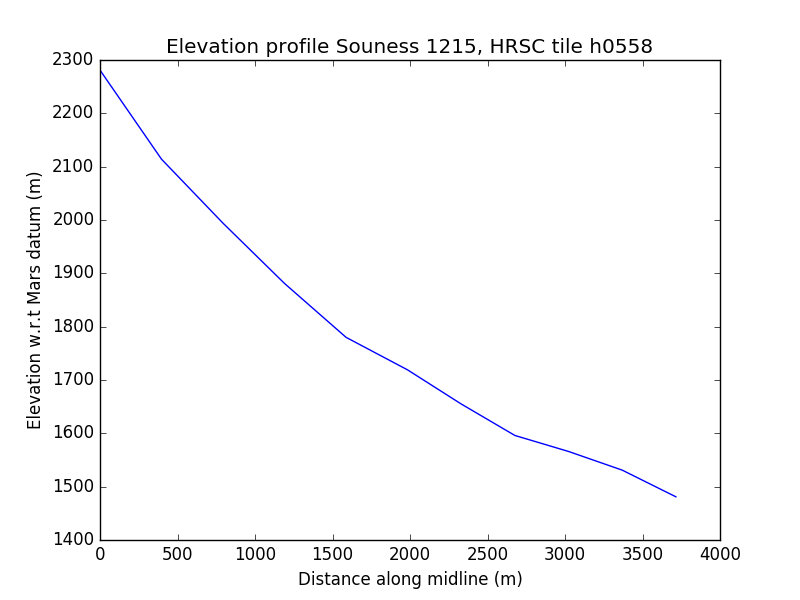 Elevation profile Souness 1215, HRSC tile h0558
2300
2200
2100
2000
1900
1800
1700
1600
1500
1400
Elevation w.r.t Mars datum (m)
0 500 1000 1500 2000 2500 3000 3500 4000
Distance along midline (m)